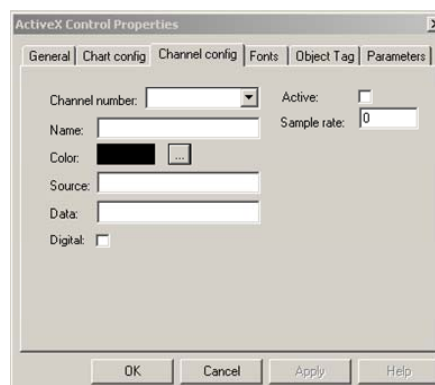 ActiveX Control Properties
General Chart config Channel config Fonts Object Tag Parameters
Channel number: Active:
Name: Sample rate: 0
Color: ...
Source:
Data:
Digital:
OK Cancel Apply Help